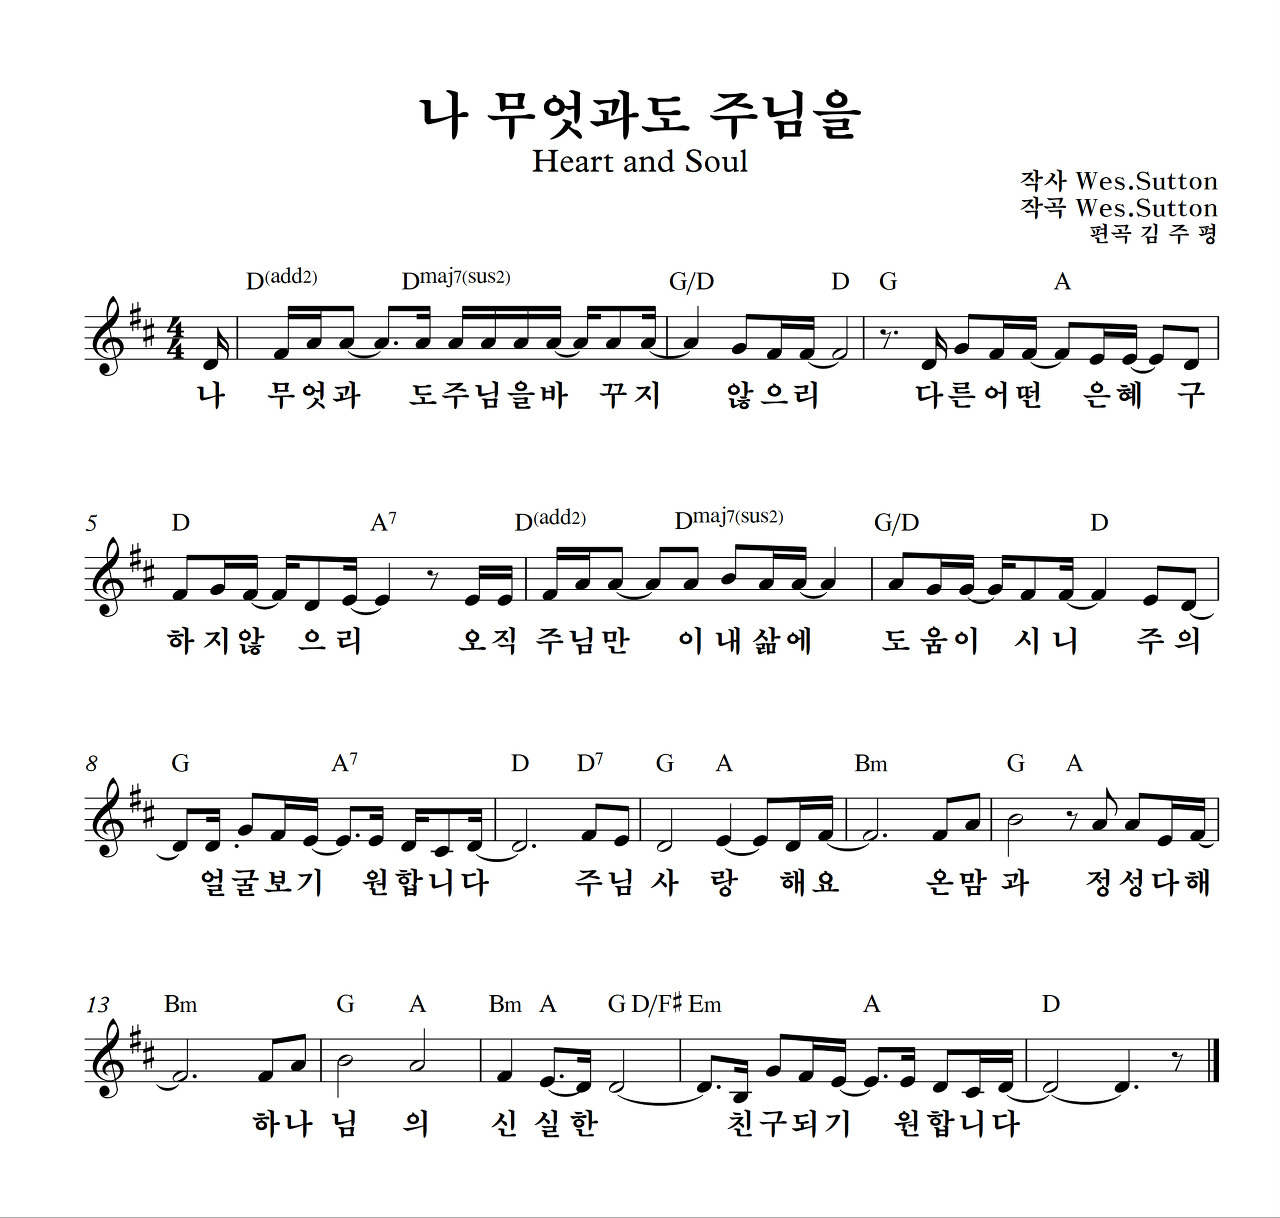 나 무엇과도 주님을
Heart and Soul
작사 Wes.Sutton
작곡 Wes.Sutton
편곡 김 주 평
D(add2) Dmaj7(sus2) G/D D G A
4 4
나 무엇과 도주님을바 꾸지 않으리 다른어떤 은혜 구
5 D A7 D(add2) Dmaj7(sus2) G/D D
하지않 으리 오직 주님만 이내삶에 도움이 시니 주의
8 G A7 D D7 G A Bm G A
얼굴보기 원합니다 주님 사 랑 해요 온맘 과 정성다해
13 Bm G A Bm A G D/F♯ Em A D
하나 님 의 신 실한 친구되기 원합니다